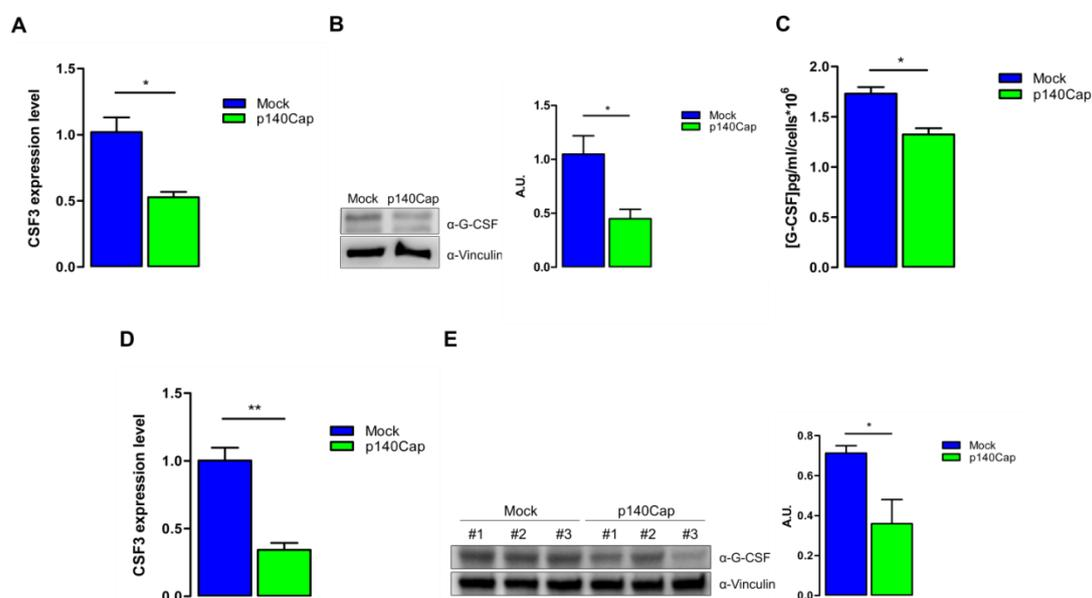 A
CSF3 expression level
1.5
1.0
0.5
0.0
*
Mock
p140Cap
B
Mock p140Cap
α-G-CSF
α-Vinculin
A.U.
1.5
1.0
0.5
0.0
*
Mock
p140Cap
C
[G-CSF]pg/ml/cells*10⁶
2.0
1.5
1.0
0.5
0.0
*
Mock
p140Cap
D
CSF3 expression level
1.5
1.0
0.5
0.0
**
Mock
p140Cap
E
Mock p140Cap
#1 #2 #3 #1 #2 #3
α-G-CSF
α-Vinculin
A.U.
0.8
0.6
0.4
0.2
0.0
*
Mock
p140Cap